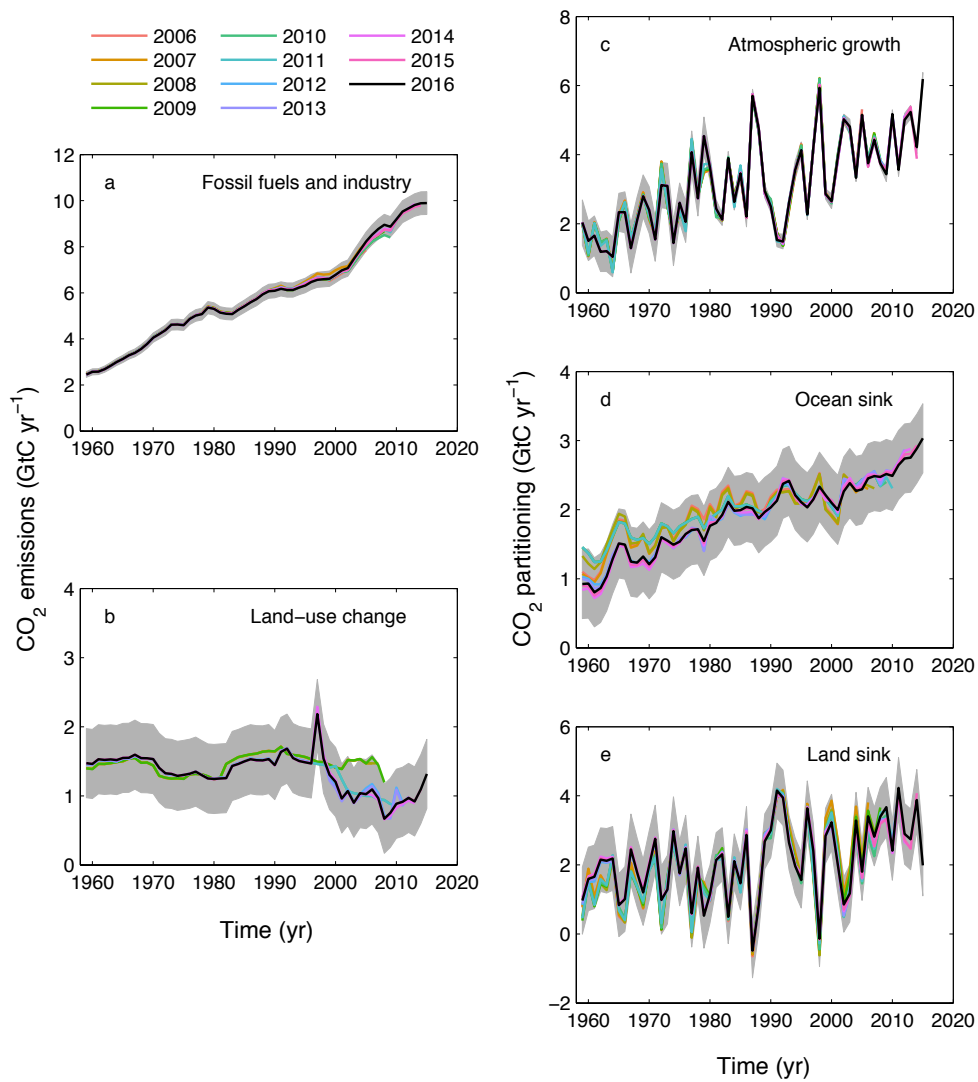 2006 2010 2014
2007 2011 2015
2008 2012 2016
2009 2013
a Fossil fuels and industry
12
10
8
6
4
2
0
1960 1970 1980 1990 2000 2010 2020
b Land−use change
4
3
2
1
0
1960 1970 1980 1990 2000 2010 2020
Time (yr)
CO2 emissions (GtC yr−1)
c Atmospheric growth
8
6
4
2
0
1960 1970 1980 1990 2000 2010 2020
d Ocean sink
4
3
2
1
0
1960 1970 1980 1990 2000 2010 2020
e Land sink
6
4
2
0
−2
1960 1970 1980 1990 2000 2010 2020
Time (yr)
CO2 partitioning (GtC yr−1)